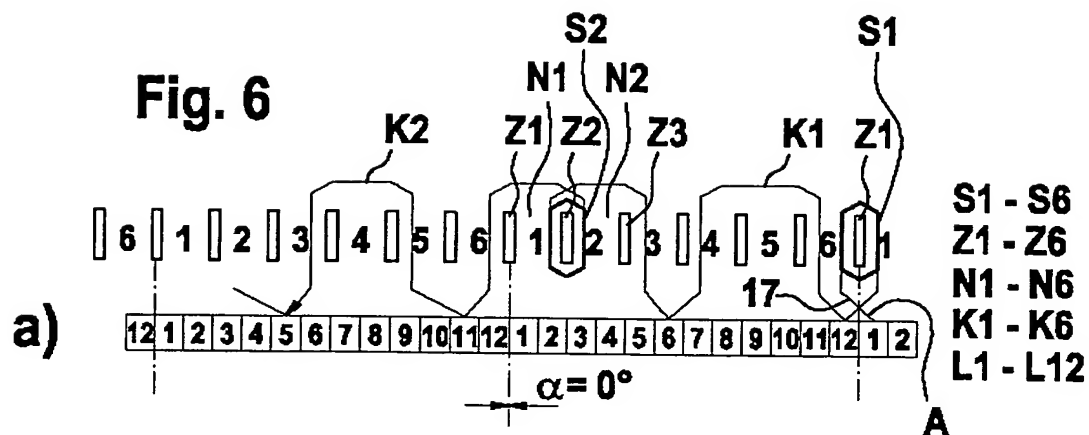 Fig. 6
S2
S1
N1 N2
K2 Z1 Z2 Z3 K1 Z1
6 1 2 3 4 5 6 1 2 3 4 5 6 1
S1 - S6
Z1 - Z6
N1 - N6
K1 - K6
L1 - L12
17
a)
12 1 2 3 4 5 6 7 8 9 10 11 12 1 2 3 4 5 6 7 8 9 10 11 12 1 2
α = 0°
A